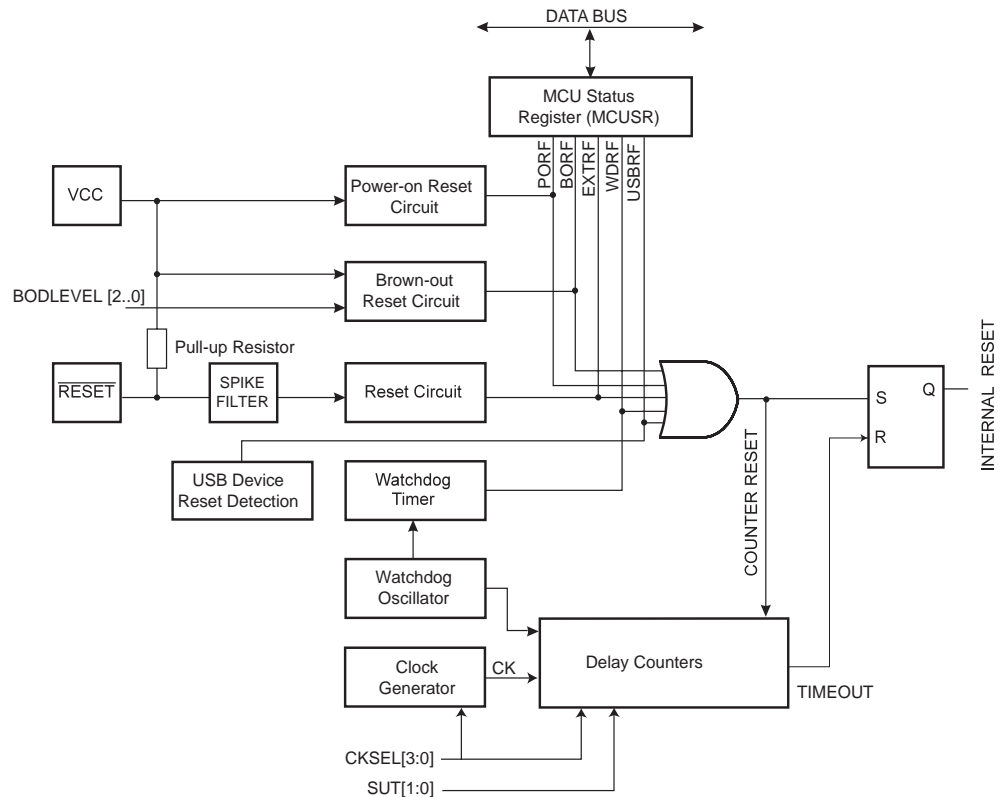 DATA BUS
MCU Status
Register (MCUSR)
PORF
BORF
EXTRF
WDRF
USBRF
VCC
Power-on Reset
Circuit
Brown-out
Reset Circuit
BODLEVEL [2..0]
Pull-up Resistor
RESET
SPIKE
FILTER
Reset Circuit
S
Q
R
INTERNAL RESET
USB Device
Reset Detection
Watchdog
Timer
COUNTER RESET
Watchdog
Oscillator
Clock
Generator
CK
Delay Counters
TIMEOUT
CKSEL[3:0]
SUT[1:0]